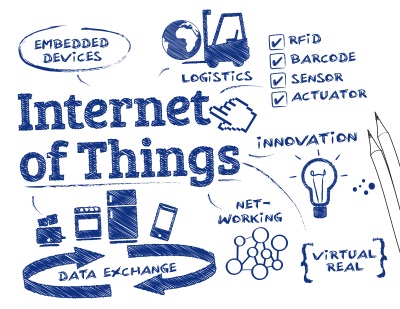 EMBEDDED
DEVICES
LOGISTICS
RFiD
BARCODE
SENSOR
ACTUATOR
Internet
of Things
iNNOVATiON
NET-
WORKiNG
DATA EXCHANGE
ViRTUAL
REAL